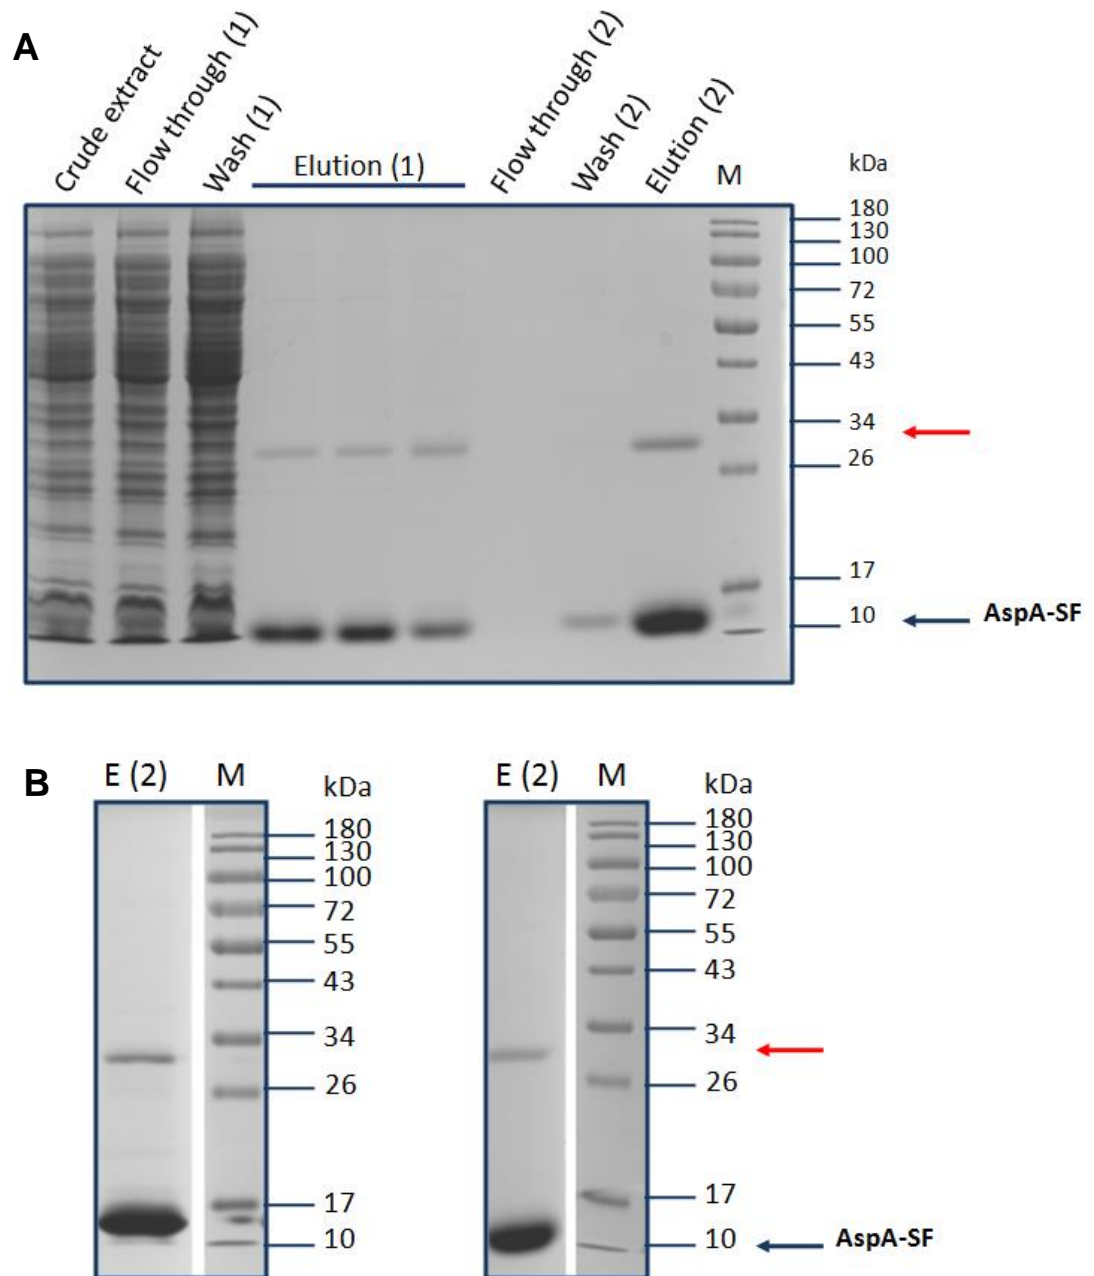 A
Crude extract
Flow through (1)
Wash (1)
Elution (1)
Flow through (2)
Wash (2)
Elution (2)
M
kDa
180
130
100
72
55
43
34
26
17
10
AspA-SF
B
E (2) M
kDa
180
130
100
72
55
43
34
26
17
10
E (2) M
kDa
180
130
100
72
55
43
34
26
17
10
AspA-SF